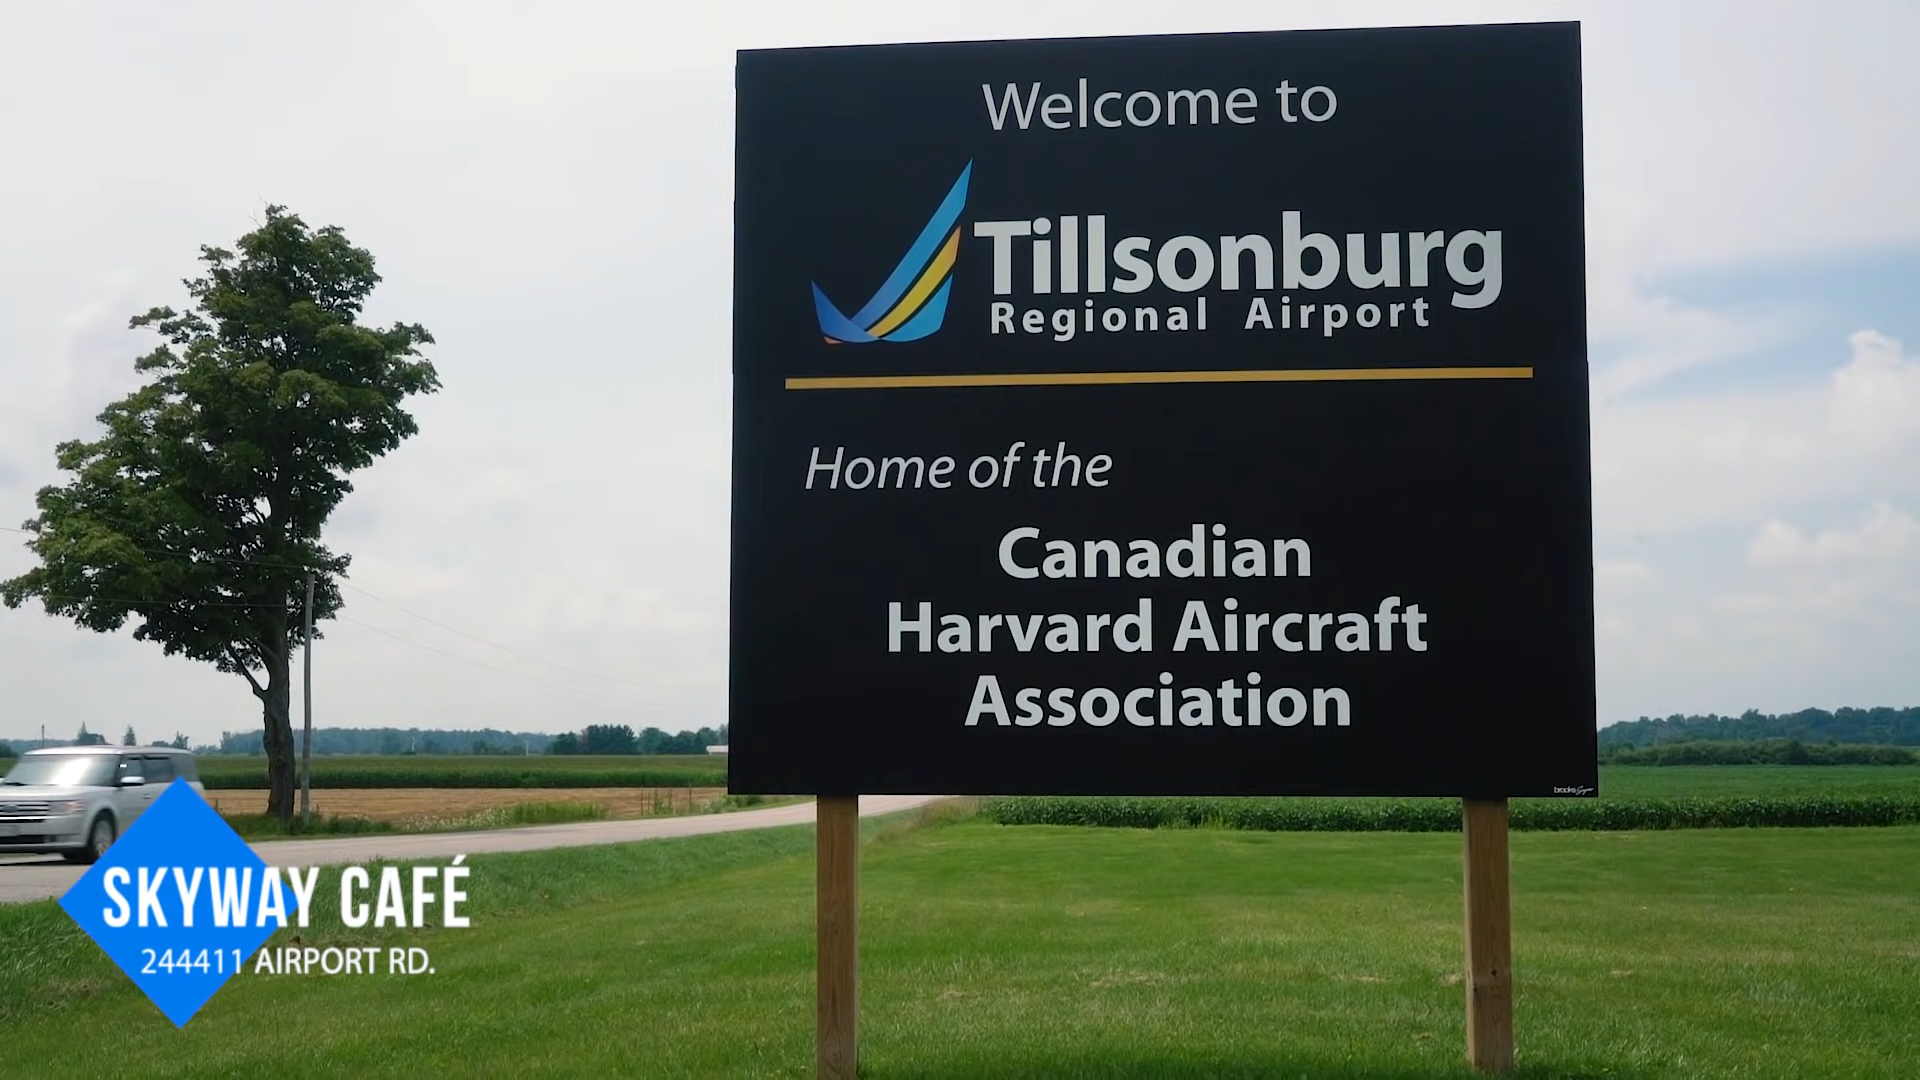 Welcome to
Tillsonburg
Regional Airport
Home of the
Canadian
Harvard Aircraft
Association
SKYWAY CAFÉ
244411 AIRPORT RD.